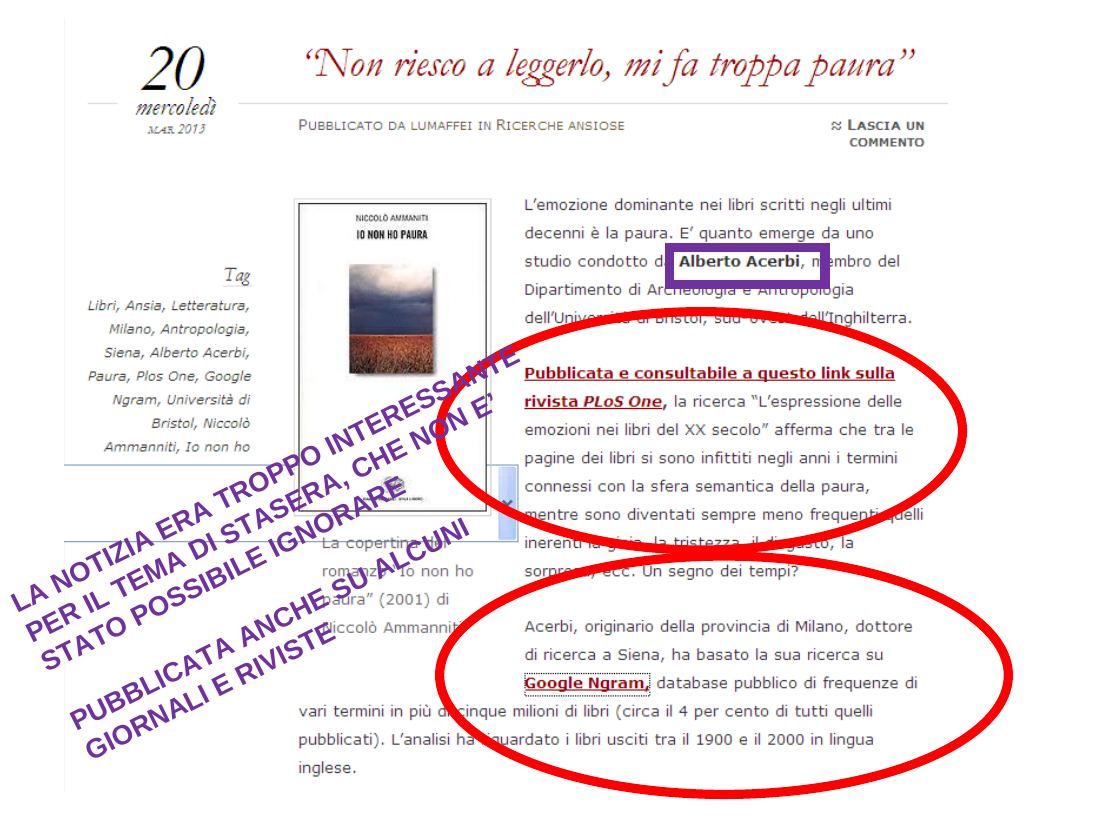 20
mercoledì
MAR 2013
“Non riesco a leggerlo, mi fa troppa paura”
PUBBLICATO DA LUMAFFEI IN RICERCHE ANSIOSE
≈ LASCIA UN
COMMENTO
Tag
Libri, Ansia, Letteratura,
Milano, Antropologia,
Siena, Alberto Acerbi,
Paura, Plos One, Google
Ngram, Università di
Bristol, Niccolò
Ammanniti, Io non ho
NICCOLÒ AMMANITI
IO NON HO PAURA
La copertina del
romanzo “Io non ho
paura” (2001) di
Niccolò Ammanniti
L’emozione dominante nei libri scritti negli ultimi
decenni è la paura. E’ quanto emerge da uno
studio condotto da Alberto Acerbi, membro del
Dipartimento di Archeologia e Antropologia
dell’Università di Bristol, sud-ovest dell’Inghilterra.
Pubblicata e consultabile a questo link sulla
rivista PLoS One, la ricerca “L’espressione delle
emozioni nei libri del XX secolo” afferma che tra le
pagine dei libri si sono infittiti negli anni i termini
connessi con la sfera semantica della paura,
mentre sono diventati sempre meno frequenti quelli
inerenti la gioia, la tristezza, il disgusto, la
sorpresa, ecc. Un segno dei tempi?
Acerbi, originario della provincia di Milano, dottore
di ricerca a Siena, ha basato la sua ricerca su
Google Ngram, database pubblico di frequenze di
vari termini in più di cinque milioni di libri (circa il 4 per cento di tutti quelli
pubblicati). L’analisi ha riguardato i libri usciti tra il 1900 e il 2000 in lingua
inglese.
LA NOTIZIA ERA TROPPO INTERESSANTE
PER IL TEMA DI STASERA, CHE NON E’
STATO POSSIBILE IGNORARE
PUBBLICATA ANCHE SU ALCUNI
GIORNALI E RIVISTE